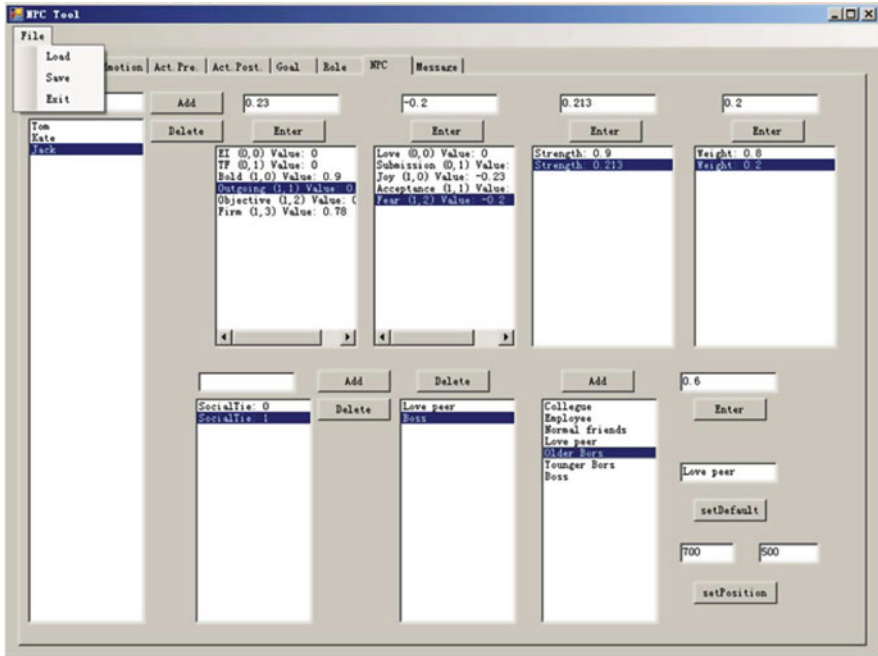 NPC Tool
File
Load
Save
Exit
motion
Act.Pre.
Act.Post.
Goal
Role
NPC
Message
Add
0.23
-0.2
0.213
0.2
Tom
Kate
Jack
Delete
Enter
Enter
Enter
Enter
EI (0,0) Value: 0
TF (0,1) Value: 0
Bold (1,0) Value: 0.9
Outgoing (1,1) Value: 0
Objective (1,2) Value: 0
Firm (1,3) Value: 0.78
Love (0,0) Value: 0
Submission (0,1) Value:
Joy (1,0) Value: -0.23
Acceptance (1,1) Value:
Fear (1,2) Value: -0.2
Strength: 0.9
Strength: 0.213
Weight: 0.8
Weight: 0.2
Add
Delete
Add
0.6
SocialTie: 0
SocialTie: 1
Delete
Love peer
Boss
Collegue
Employee
Normal friends
Love peer
Older Bors
Younger Bors
Boss
Enter
Love peer
setDefault
700
500
setPosition